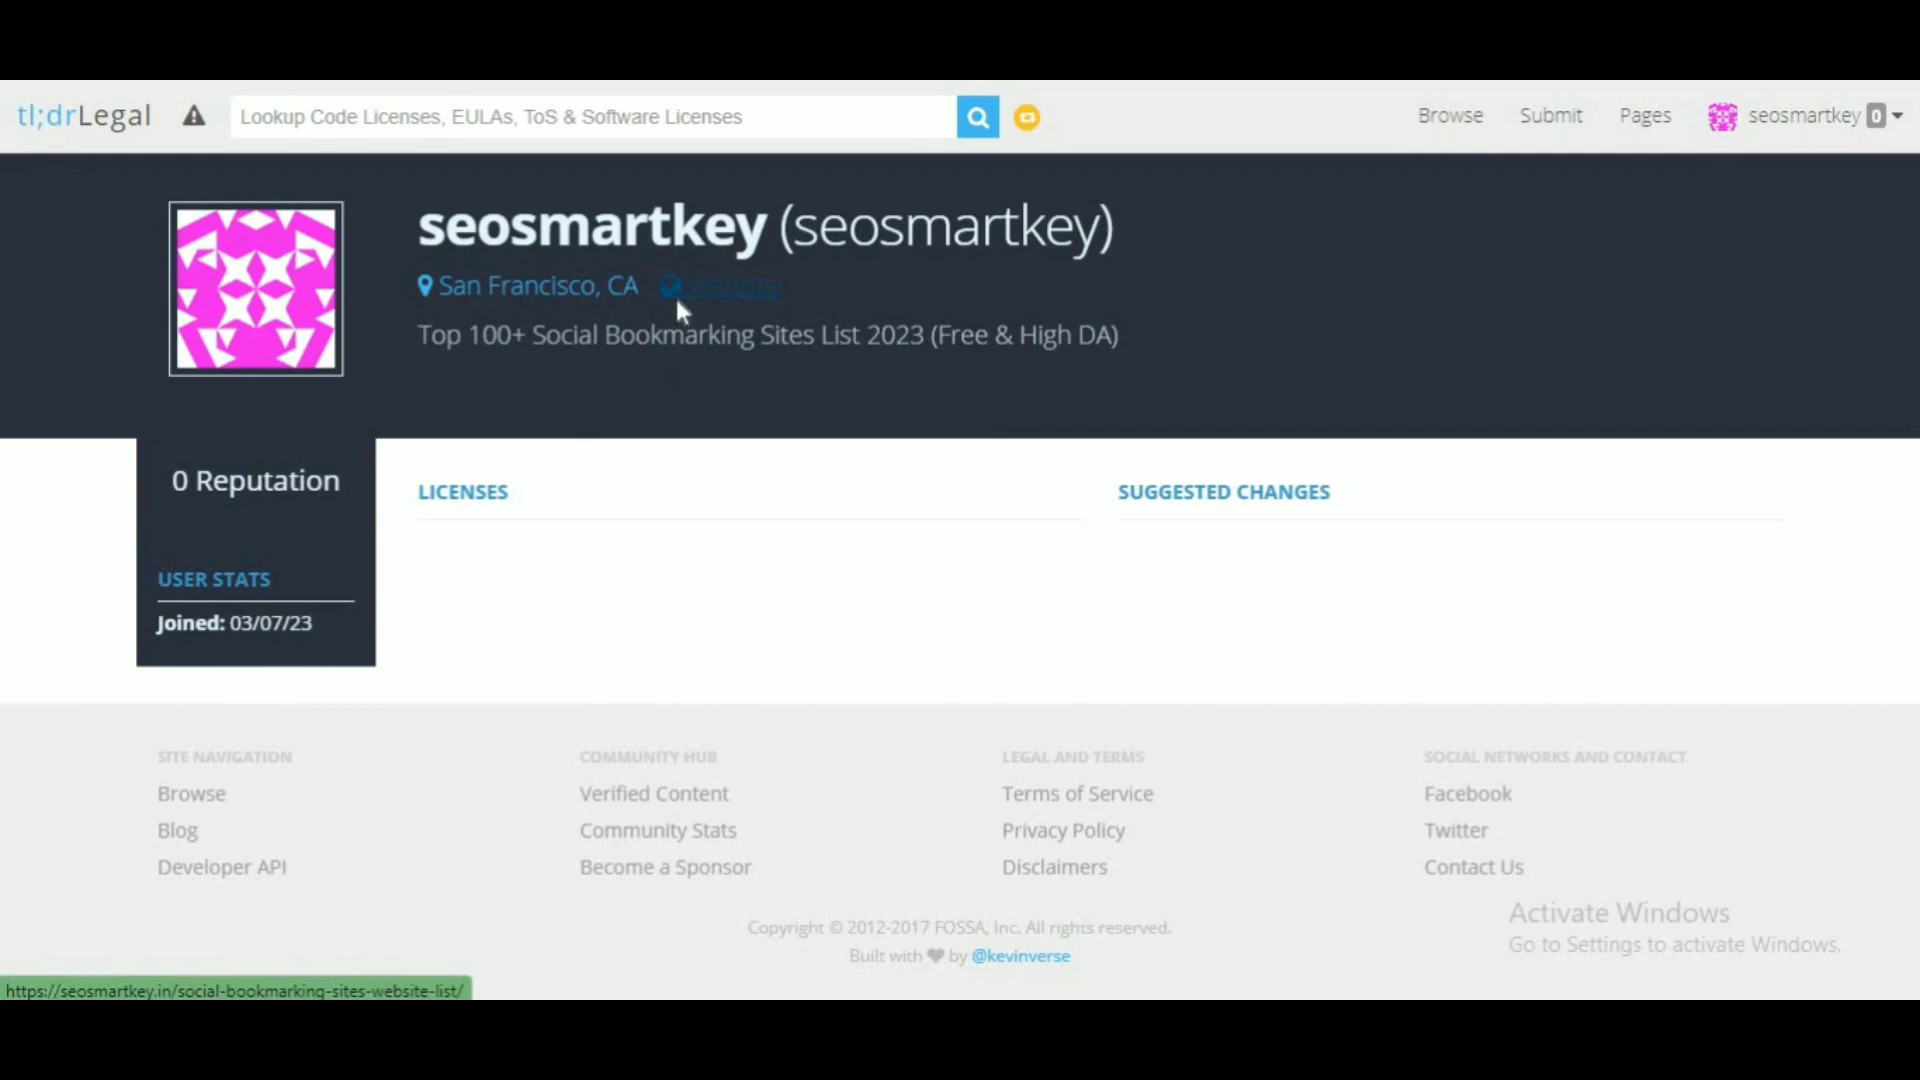 tl;drLegal
Lookup Code Licenses, EULAs, ToS & Software Licenses
Browse
Submit
Pages
seosmartkey 0
seosmartkey (seosmartkey)
San Francisco, CA
Top 100+ Social Bookmarking Sites List 2023 (Free & High DA)
0 Reputation
USER STATS
Joined: 03/07/23
LICENSES
SUGGESTED CHANGES
SITE NAVIGATION
Browse
Blog
Developer API
COMMUNITY HUB
Verified Content
Community Stats
Become a Sponsor
LEGAL AND TERMS
Terms of Service
Privacy Policy
Disclaimers
SOCIAL NETWORKS AND CONTACT
Facebook
Twitter
Contact Us
Copyright © 2012-2017 FOSSA, Inc. All rights reserved.
Built with ♥ by @kevinverse
Activate Windows
Go to Settings to activate Windows.
https://seosmartkey.in/social-bookmarking-sites-website-list/